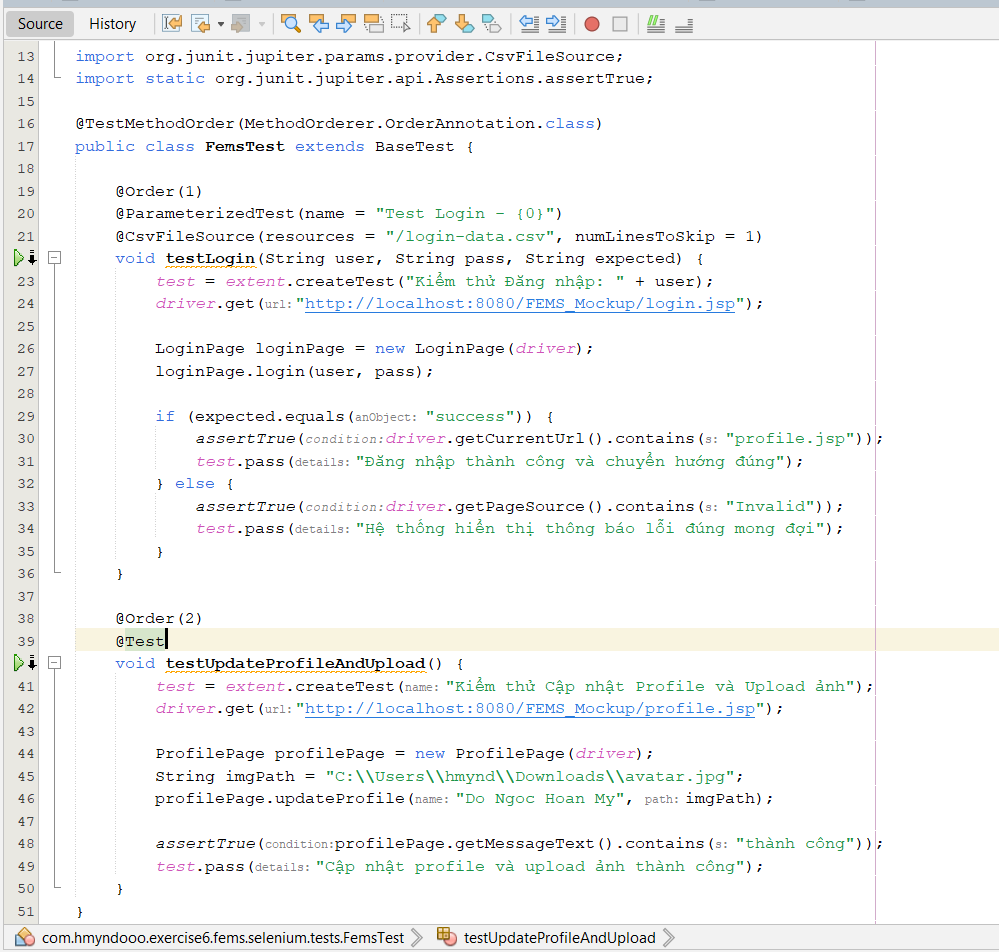 Source History
13 import org.junit.jupiter.params.provider.CsvFileSource;
14 import static org.junit.jupiter.api.Assertions.assertTrue;
15
16 @TestMethodOrder(MethodOrderer.OrderAnnotation.class)
17 public class FemsTest extends BaseTest {
18
19 @Order(1)
20 @ParameterizedTest(name = "Test Login - {0}")
21 @CsvFileSource(resources = "/login-data.csv", numLinesToSkip = 1)
void testLogin(String user, String pass, String expected) {
23 test = extent.createTest("Kiểm thử Đăng nhập: " + user);
24 driver.get(url: "http://localhost:8080/FEMS_Mockup/login.jsp");
25
26 LoginPage loginPage = new LoginPage(driver);
27 loginPage.login(user, pass);
28
29 if (expected.equals(anObject: "success")) {
30 assertTrue(condition:driver.getCurrentUrl().contains(s: "profile.jsp"));
31 test.pass(details: "Đăng nhập thành công và chuyển hướng đúng");
32 } else {
33 assertTrue(condition:driver.getPageSource().contains(s: "Invalid"));
34 test.pass(details: "Hệ thống hiển thị thông báo lỗi đúng mong đợi");
35 }
36 }
37
38 @Order(2)
39 @Test
void testUpdateProfileAndUpload() {
41 test = extent.createTest(name: "Kiểm thử Cập nhật Profile và Upload ảnh");
42 driver.get(url: "http://localhost:8080/FEMS_Mockup/profile.jsp");
43
44 ProfilePage profilePage = new ProfilePage(driver);
45 String imgPath = "C:\\Users\\hmynd\\Downloads\\avatar.jpg";
46 profilePage.updateProfile(name: "Do Ngoc Hoan My", path: imgPath);
47
48 assertTrue(condition:profilePage.getMessageText().contains(s: "thành công"));
49 test.pass(details: "Cập nhật profile và upload ảnh thành công");
50 }
51 }
com.hmyndooo.exercise6.fems.selenium.tests.FemsTest testUpdateProfileAndUpload